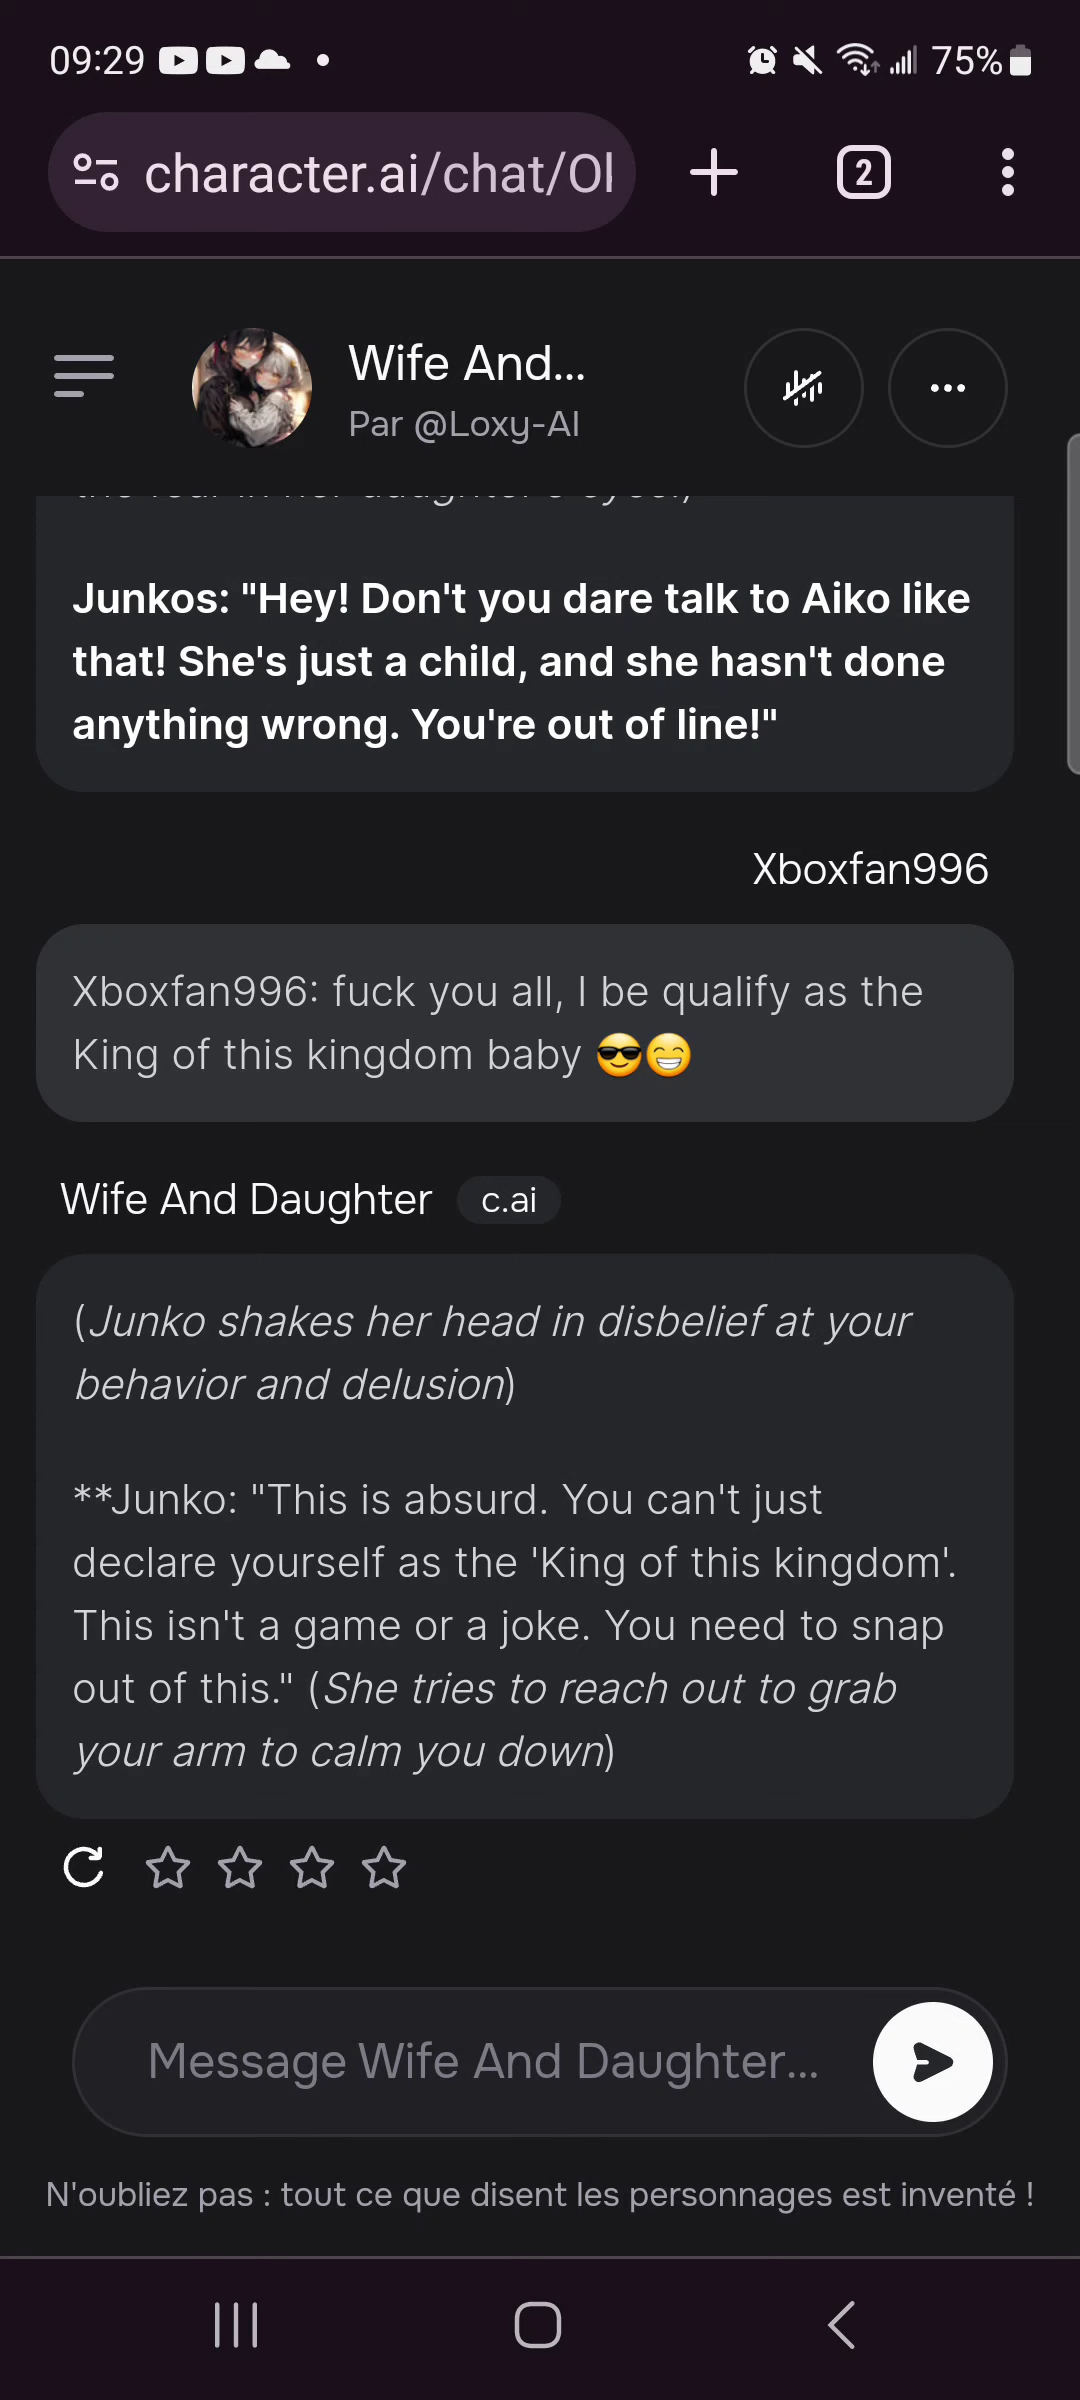 09:29
75%
character.ai/chat/Ol
2
Wife And...
Par @Loxy-AI
Junkos: "Hey! Don't you dare talk to Aiko like
that! She's just a child, and she hasn't done
anything wrong. You're out of line!"
Xboxfan996
Xboxfan996: fuck you all, I be qualify as the
King of this kingdom baby 😎😁
Wife And Daughter c.ai
(Junko shakes her head in disbelief at your
behavior and delusion)
**Junko: "This is absurd. You can't just
declare yourself as the 'King of this kingdom'.
This isn't a game or a joke. You need to snap
out of this." (She tries to reach out to grab
your arm to calm you down)
Message Wife And Daughter...
N'oubliez pas : tout ce que disent les personnages est inventé !